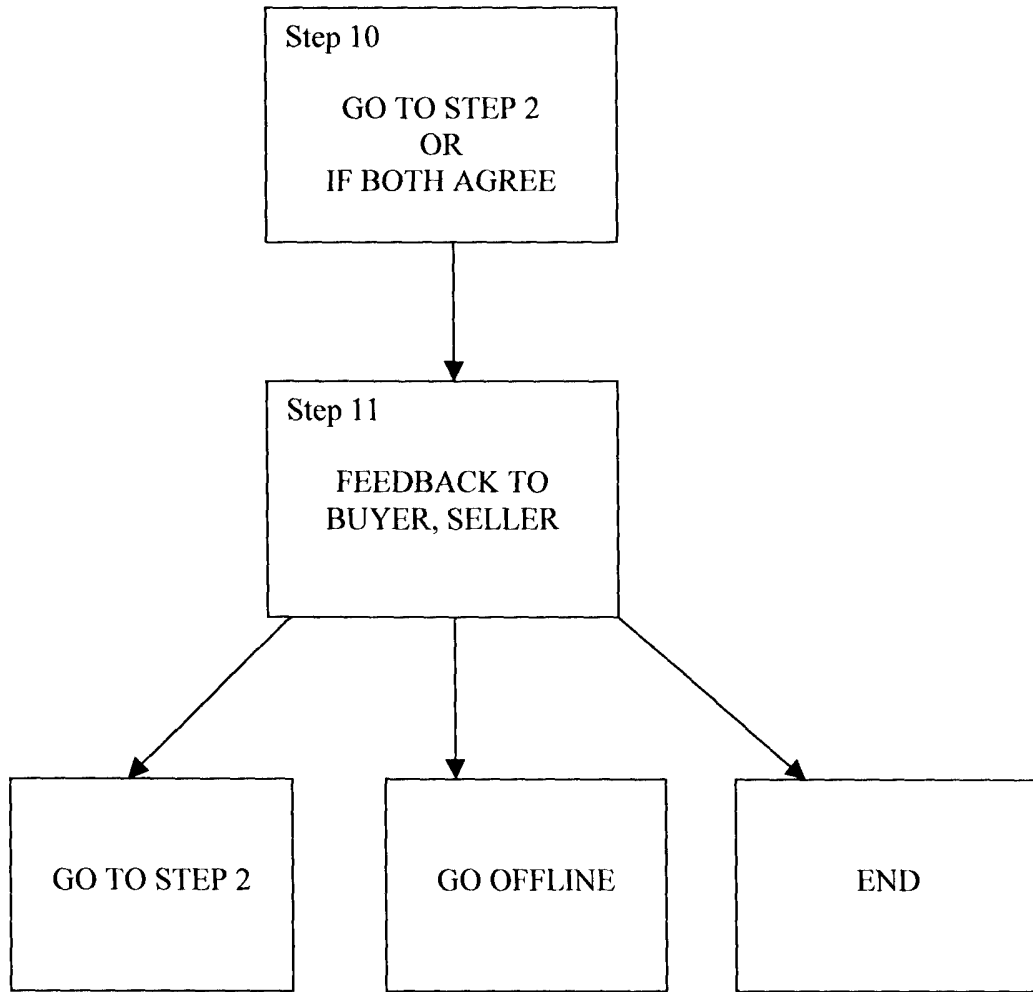 Step 10
GO TO STEP 2
OR
IF BOTH AGREE
Step 11
FEEDBACK TO
BUYER, SELLER
GO TO STEP 2
GO OFFLINE
END